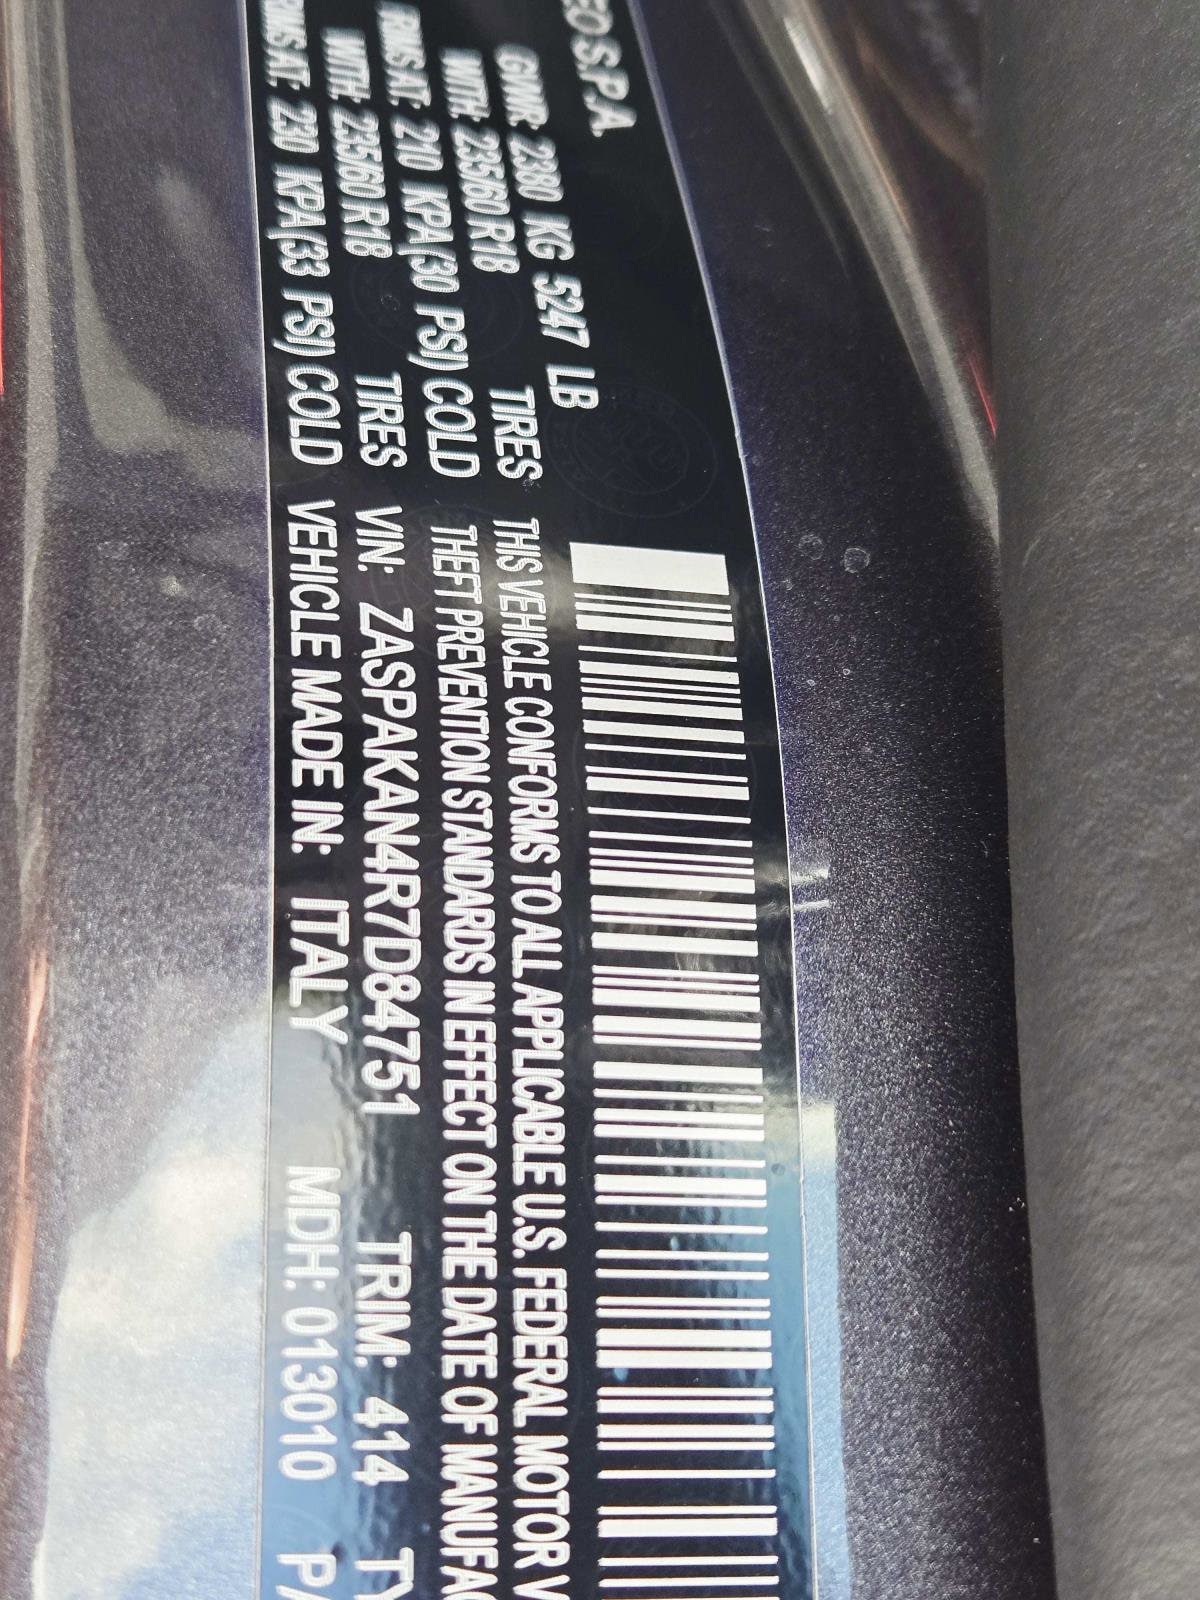 EO S.P.A.
GVWR: 2380 KG 5247 LB
WITH: 235/60 R18 TIRES THIS VEHICLE CONFORMS TO ALL APPLICABLE U.S. FEDERAL MOTOR V
RIMS AT: 210 KPA(30 PSI) COLD THEFT PREVENTION STANDARDS IN EFFECT ON THE DATE OF MANUFAC
WITH: 235/60 R18 TIRES VIN: ZASPAKAN4R7D84751 TRIM: 414 TY
RIMS AT: 230 KPA(33 PSI) COLD VEHICLE MADE IN: ITALY MDH: 013010 PA